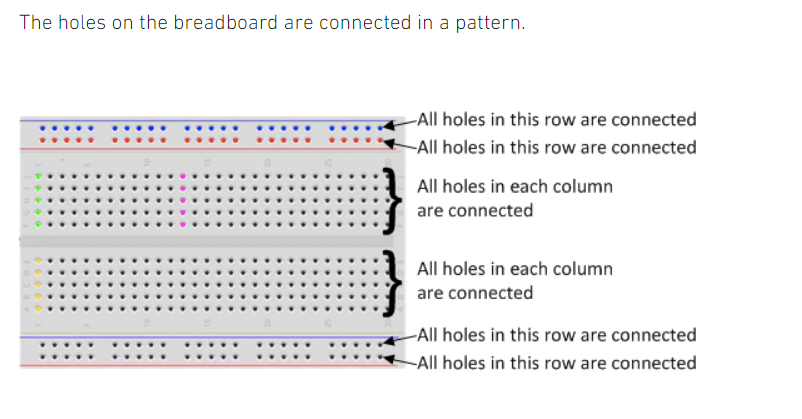 The holes on the breadboard are connected in a pattern.
All holes in this row are connected
All holes in this row are connected
All holes in each column
are connected
All holes in each column
are connected
All holes in this row are connected
All holes in this row are connected